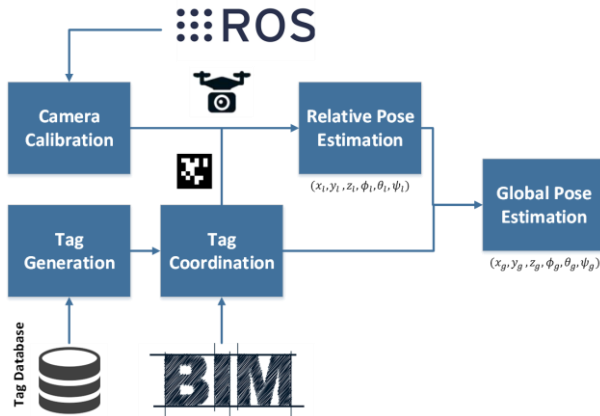 ROS
Camera
Calibration
Relative Pose
Estimation
(x_l, y_l, z_l, ϕ_l, θ_l, ψ_l)
Global Pose
Estimation
(x_g, y_g, z_g, ϕ_g, θ_g, ψ_g)
Tag
Generation
Tag
Coordination
Tag Database
BIM